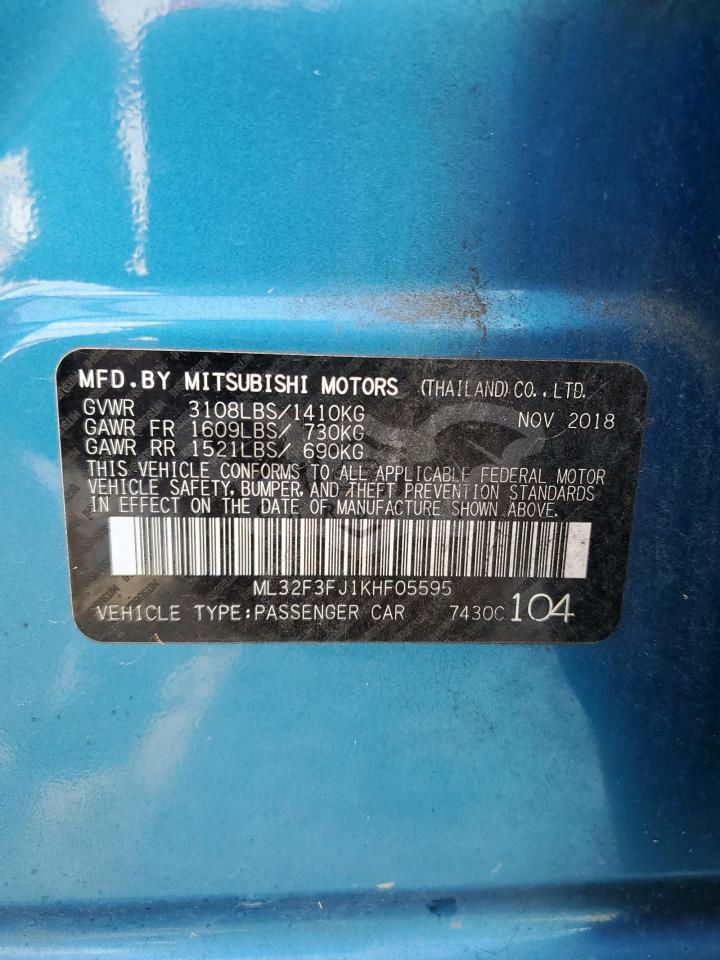 MFD.BY MITSUBISHI MOTORS (THAILAND) CO.,LTD.
GVWR 3108LBS/1410KG NOV 2018
GAWR FR 1609LBS/ 730KG
GAWR RR 1521LBS/ 690KG
THIS VEHICLE CONFORMS TO ALL APPLICABLE FEDERAL MOTOR
VEHICLE SAFETY, BUMPER, AND THEFT PREVENTION STANDARDS
IN EFFECT ON THE DATE OF MANUFACTURE SHOWN ABOVE.
ML32F3FJ1KHF05595
VEHICLE TYPE:PASSENGER CAR 7430C 104